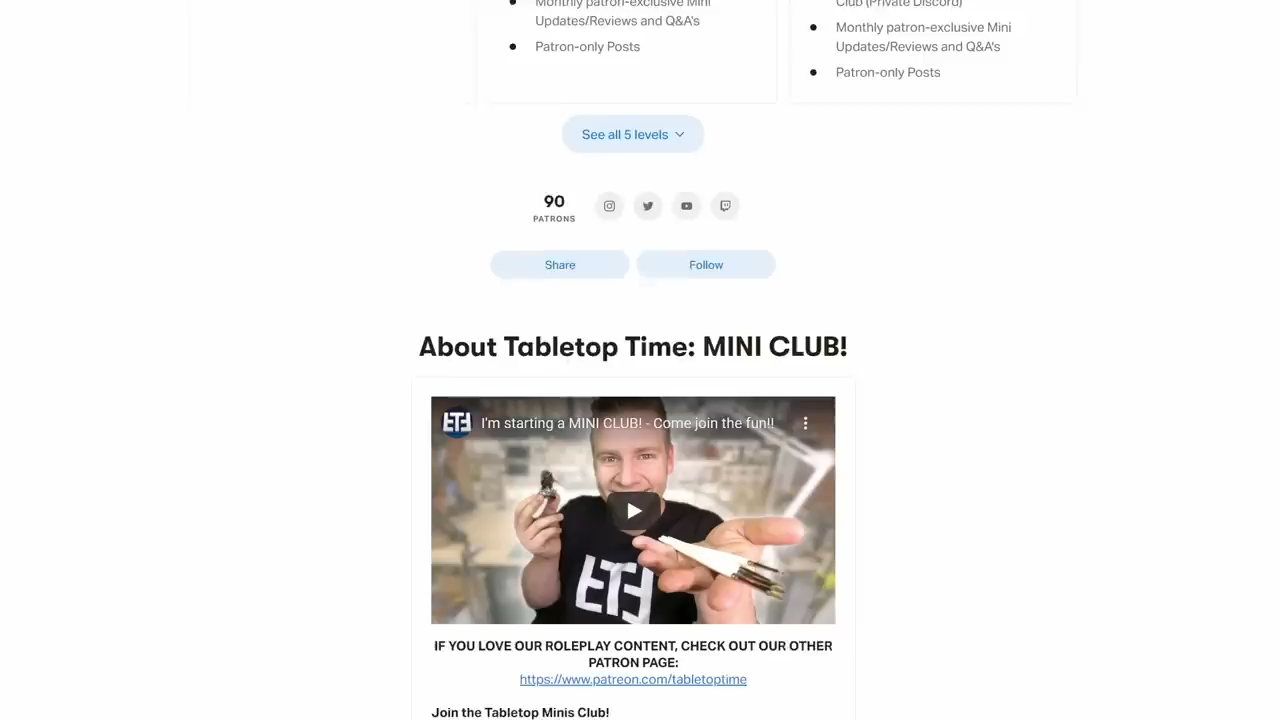 Monthly patron-exclusive Mini
Updates/Reviews and Q&A's
Patron-only Posts
Club (Private Discord)
Monthly patron-exclusive Mini
Updates/Reviews and Q&A's
Patron-only Posts
See all 5 levels
90
PATRONS
Share
Follow
About Tabletop Time: MINI CLUB!
I'm starting a MINI CLUB! - Come join the fun!!
IF YOU LOVE OUR ROLEPLAY CONTENT, CHECK OUT OUR OTHER
PATRON PAGE:
https://www.patreon.com/tabletoptime
Join the Tabletop Minis Club!